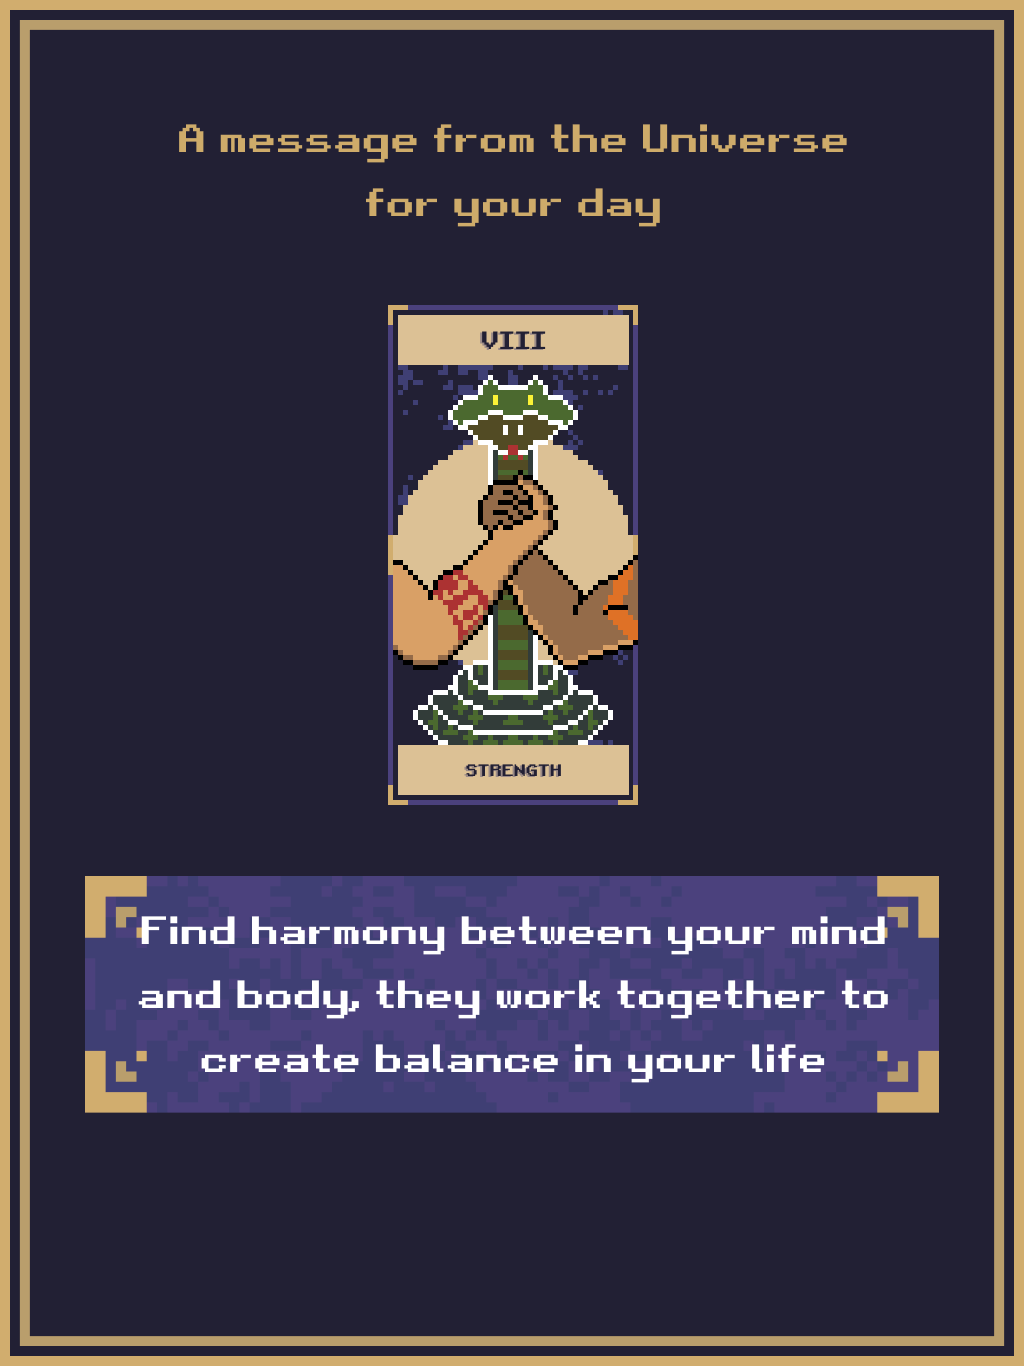 A message from the Universe
for your day
VIII
STRENGTH
Find harmony between your mind
and body, they work together to
create balance in your life